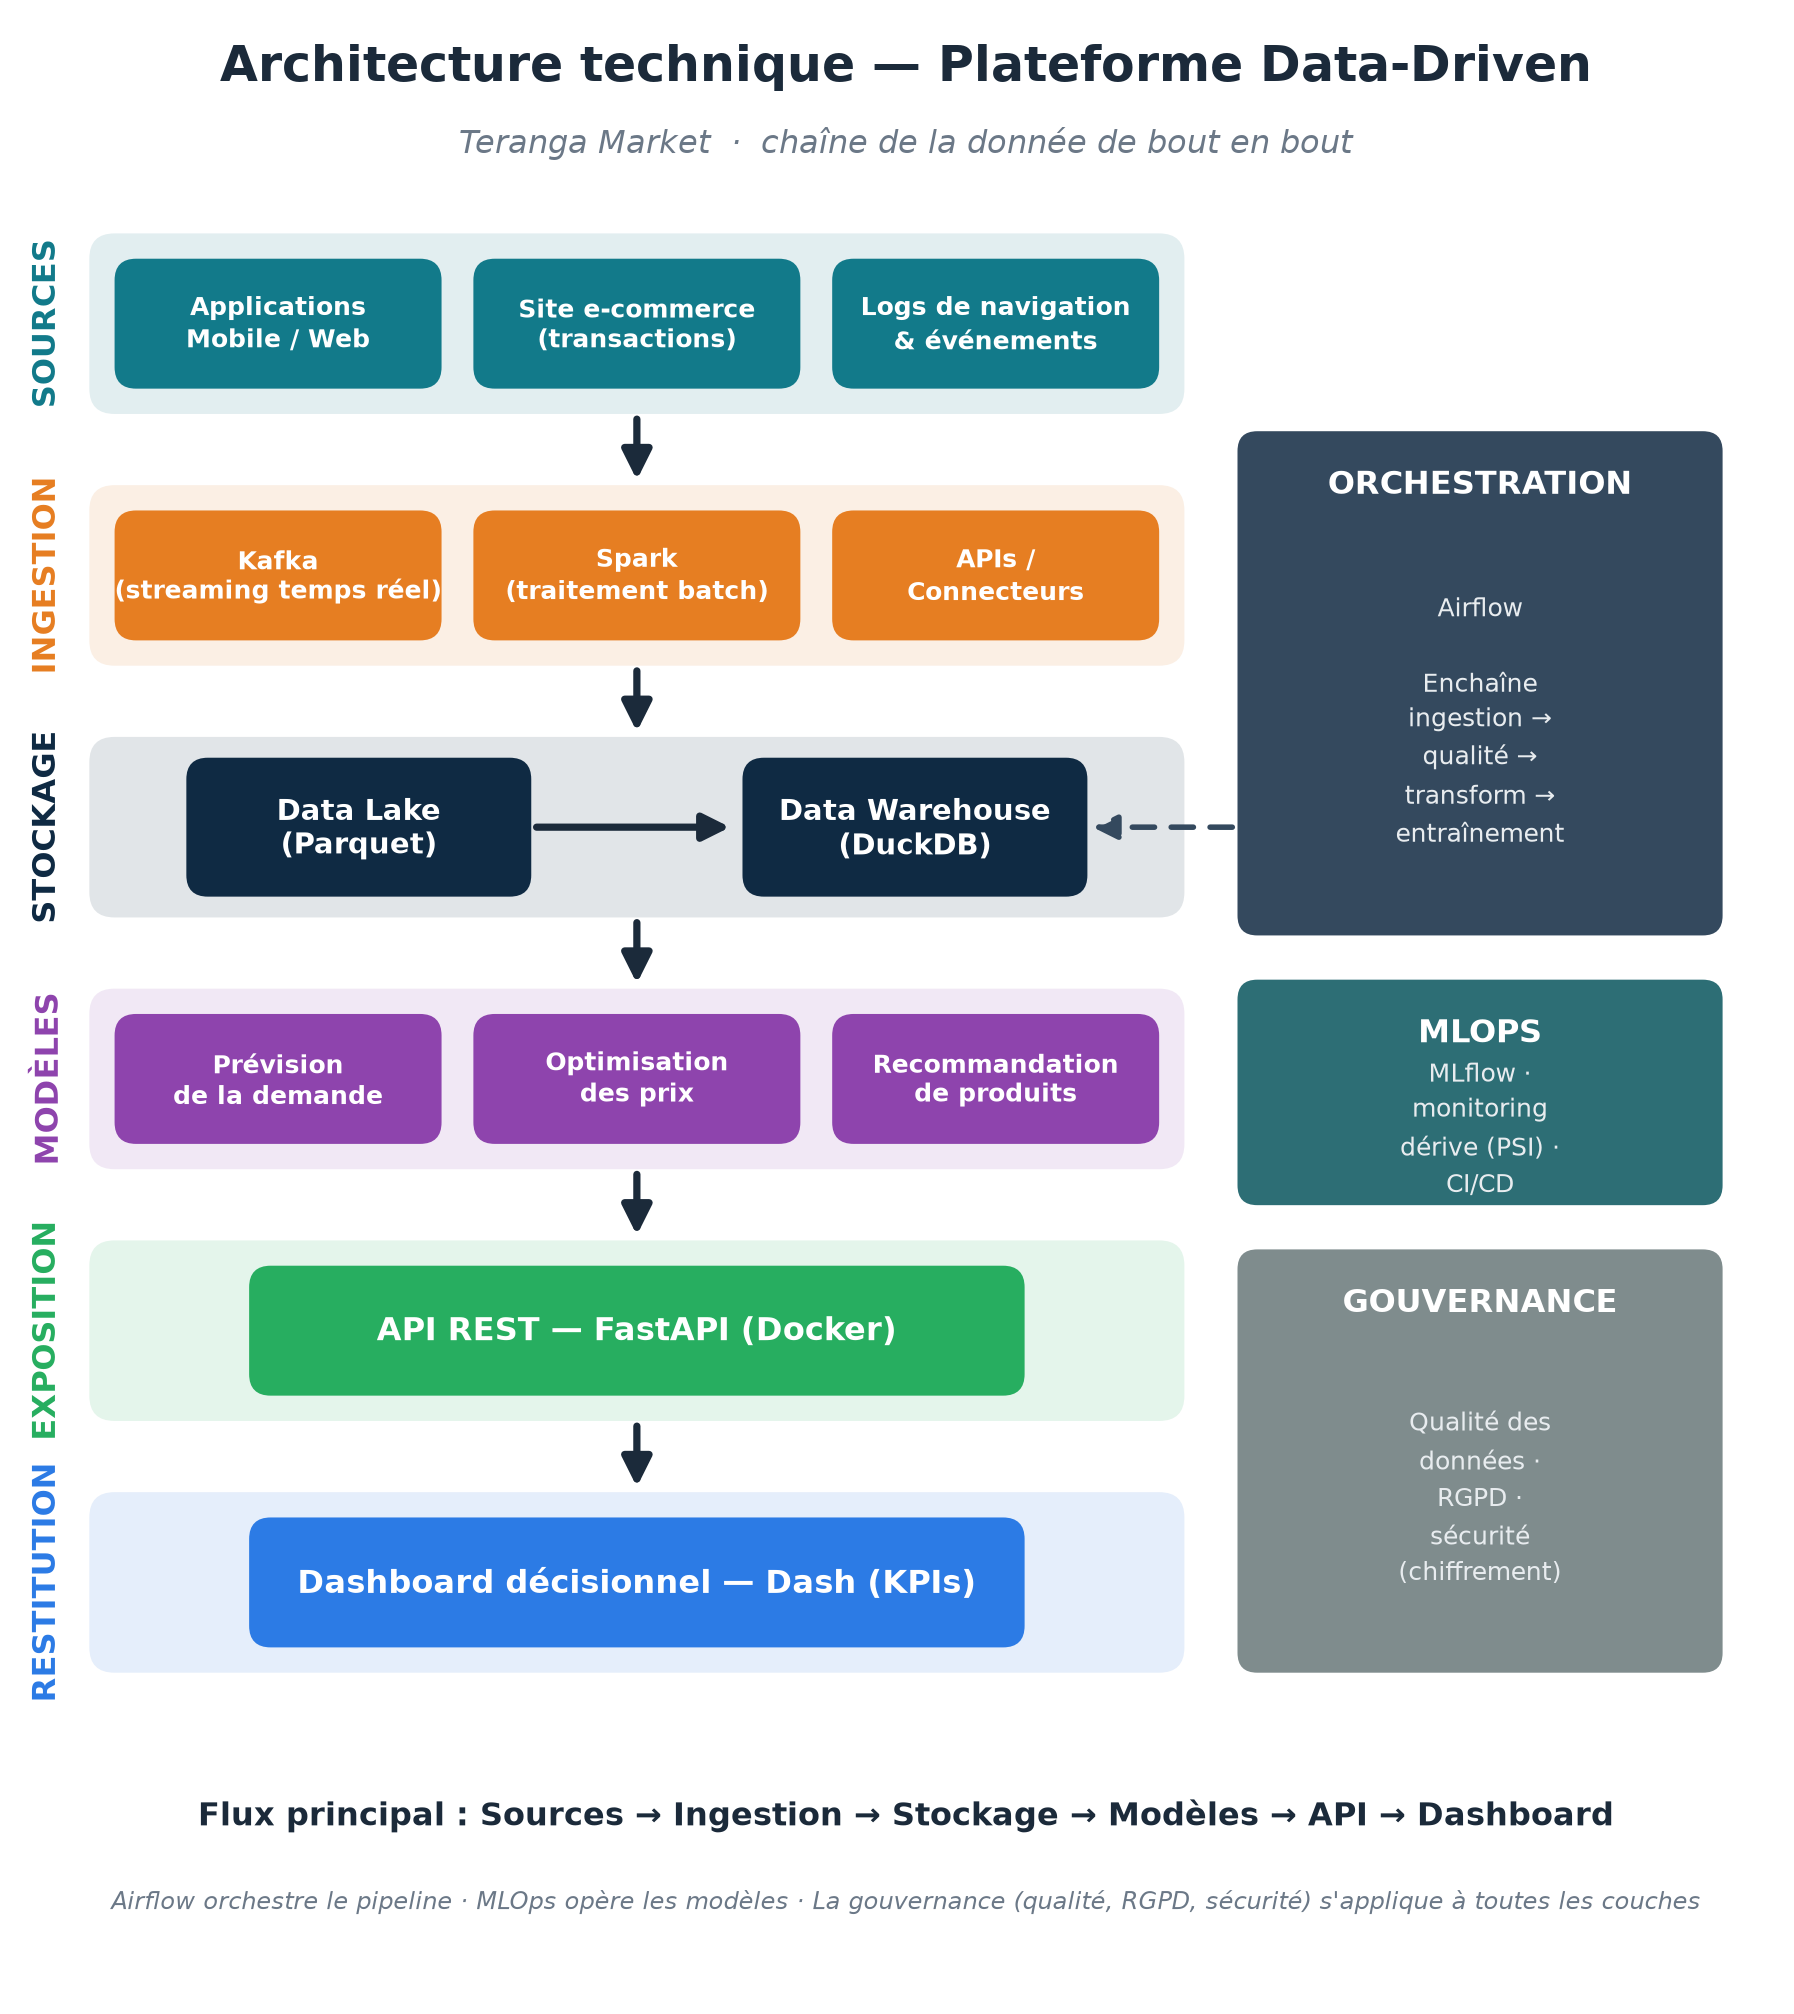 Architecture technique — Plateforme Data-Driven
Teranga Market · chaîne de la donnée de bout en bout
SOURCES
Applications
Mobile / Web
Site e-commerce
(transactions)
Logs de navigation
& événements
INGESTION
Kafka
(streaming temps réel)
Spark
(traitement batch)
APIs /
Connecteurs
STOCKAGE
Data Lake
(Parquet)
Data Warehouse
(DuckDB)
MODÈLES
Prévision
de la demande
Optimisation
des prix
Recommandation
de produits
EXPOSITION
API REST — FastAPI (Docker)
RESTITUTION
Dashboard décisionnel — Dash (KPIs)
ORCHESTRATION
Airflow
Enchaîne
ingestion →
qualité →
transform →
entraînement
MLOPS
MLflow ·
monitoring
dérive (PSI) ·
CI/CD
GOUVERNANCE
Qualité des
données ·
RGPD ·
sécurité
(chiffrement)
Flux principal : Sources → Ingestion → Stockage → Modèles → API → Dashboard
Airflow orchestre le pipeline · MLOps opère les modèles · La gouvernance (qualité, RGPD, sécurité) s'applique à toutes les couches